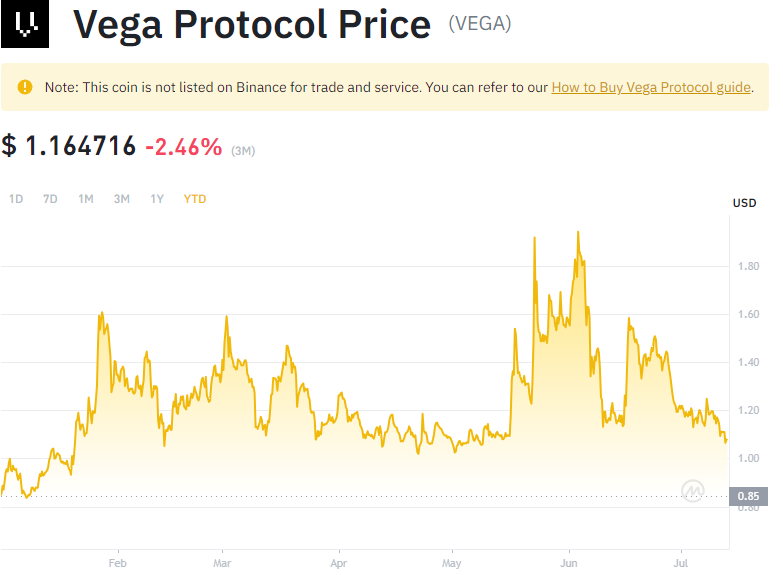 Vega Protocol Price (VEGA)
Note: This coin is not listed on Binance for trade and service. You can refer to our How to Buy Vega Protocol guide.
$ 1.164716 -2.46% (3M)
1D 7D 1M 3M 1Y YTD
USD
1.80
1.60
1.40
1.20
1.00
0.85
0.80
Feb Mar Apr May Jun Jul